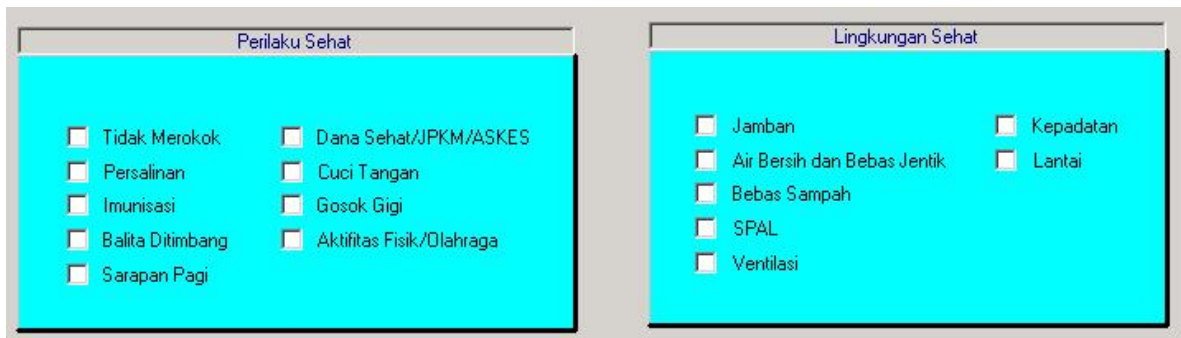 Perilaku Sehat
Tidak Merokok
Persalinan
Imunisasi
Balita Ditimbang
Sarapan Pagi
Dana Sehat/JPKM/ASKES
Cuci Tangan
Gosok Gigi
Aktifitas Fisik/Olahraga
Lingkungan Sehat
Jamban
Air Bersih dan Bebas Jentik
Bebas Sampah
SPAL
Ventilasi
Kepadatan
Lantai